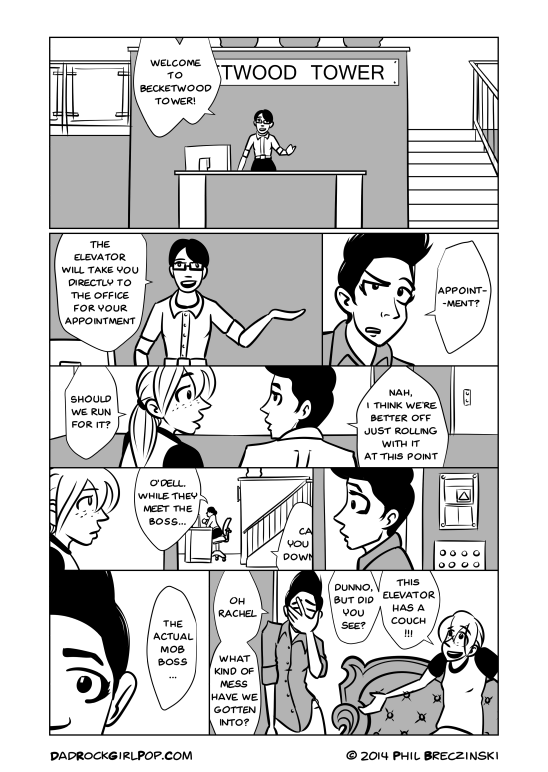 WELCOME
TO
BECKETWOOD
TOWER!
TWOOD TOWER
THE
ELEVATOR
WILL TAKE YOU
DIRECTLY TO
THE OFFICE
FOR YOUR
APPOINTMENT
APPOINT-
-MENT?
SHOULD
WE RUN
FOR IT?
NAH,
I THINK WE'RE
BETTER OFF
JUST ROLLING
WITH IT
AT THIS POINT
O'DELL.
WHILE THEY
MEET THE
BOSS...
CA
YOU
DOWN
THE
ACTUAL
MOB
BOSS
...
OH
RACHEL
WHAT
KIND OF
MESS
HAVE WE
GOTTEN
INTO?
DUNNO,
BUT DID
YOU
SEE?
THIS
ELEVATOR
HAS A
COUCH
!!!
DADROCKGIRLPOP.COM
© 2014 PHIL BRECZINSKI